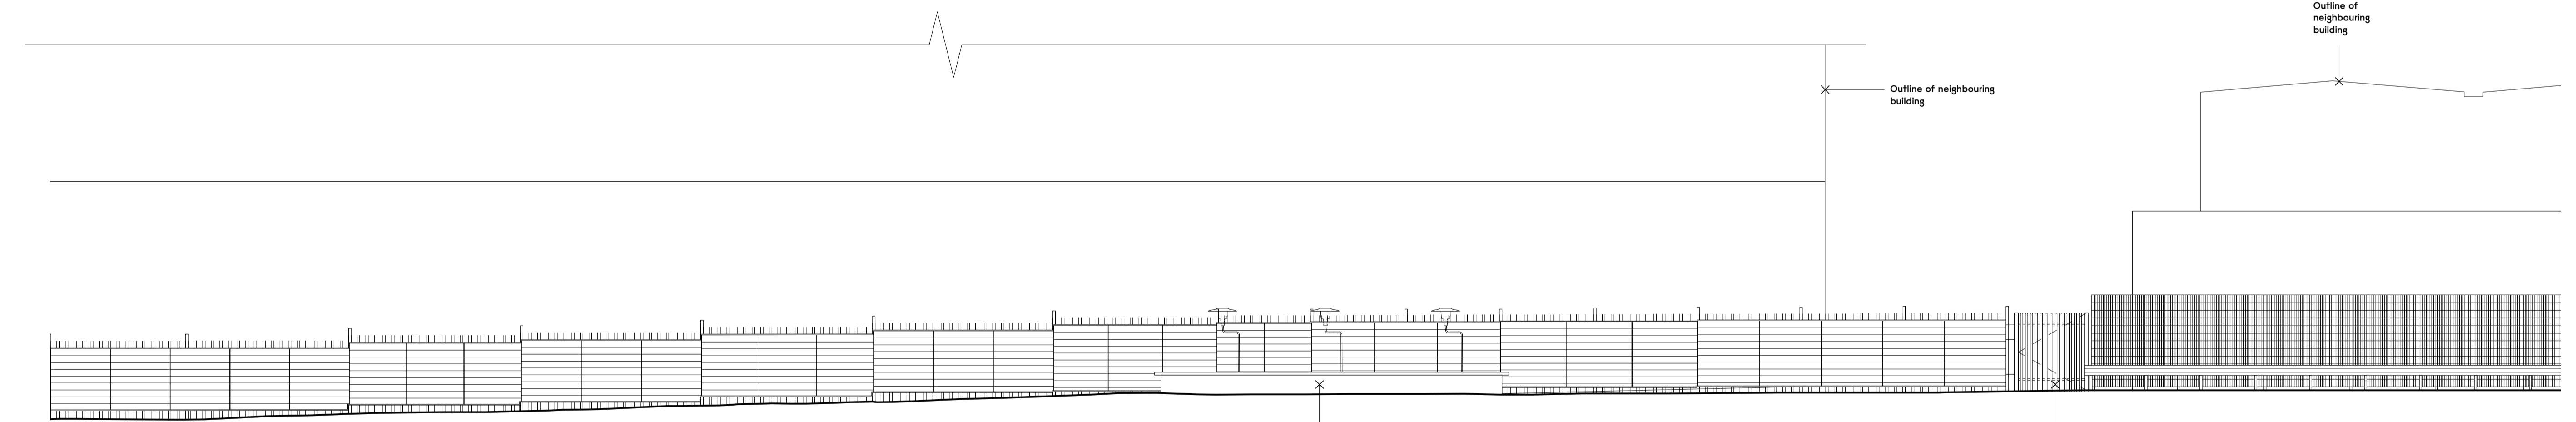 Outline of
neighbouring
building
Outline of neighbouring
building